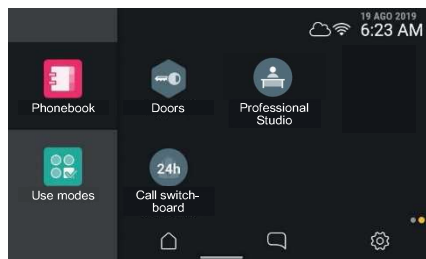 19 AGO 2019
6:23 AM
Phonebook
Doors
Professional
Studio
Use modes
24h
Call switch-
board